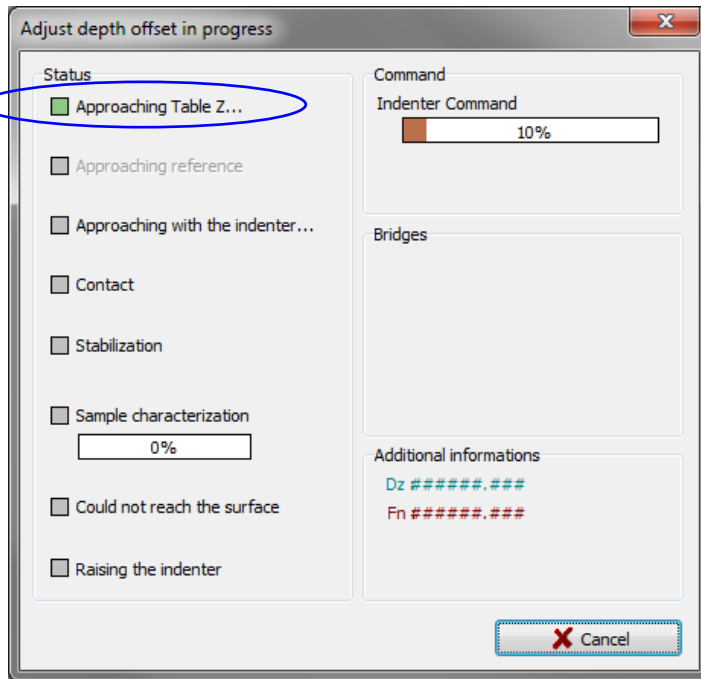 Adjust depth offset in progress
Status
Approaching Table Z...
Approaching reference
Approaching with the indenter...
Contact
Stabilization
Sample characterization
0%
Could not reach the surface
Raising the indenter
Command
Indenter Command
10%
Bridges
Additional informations
Dz ######.###
Fn ######.###
Cancel